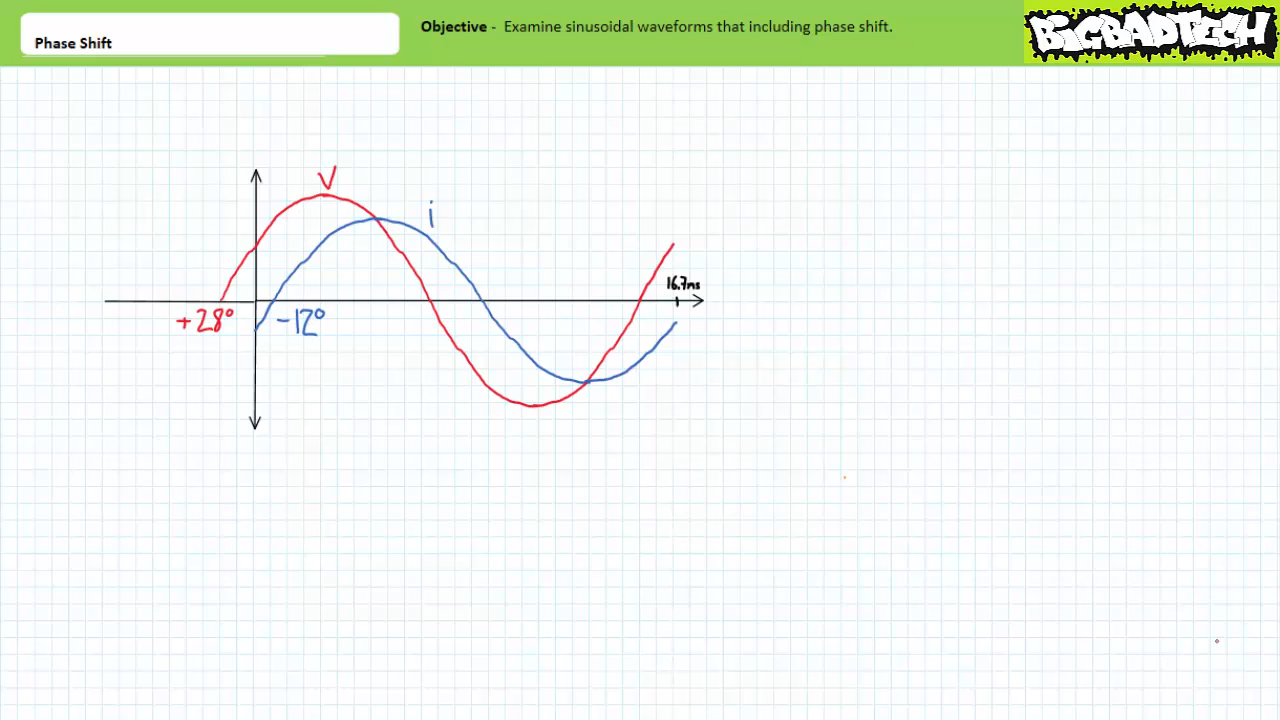 Phase Shift
Objective - Examine sinusoidal waveforms that including phase shift.
BIGBADTECH
V
i
16.7ms
+28°
-12°